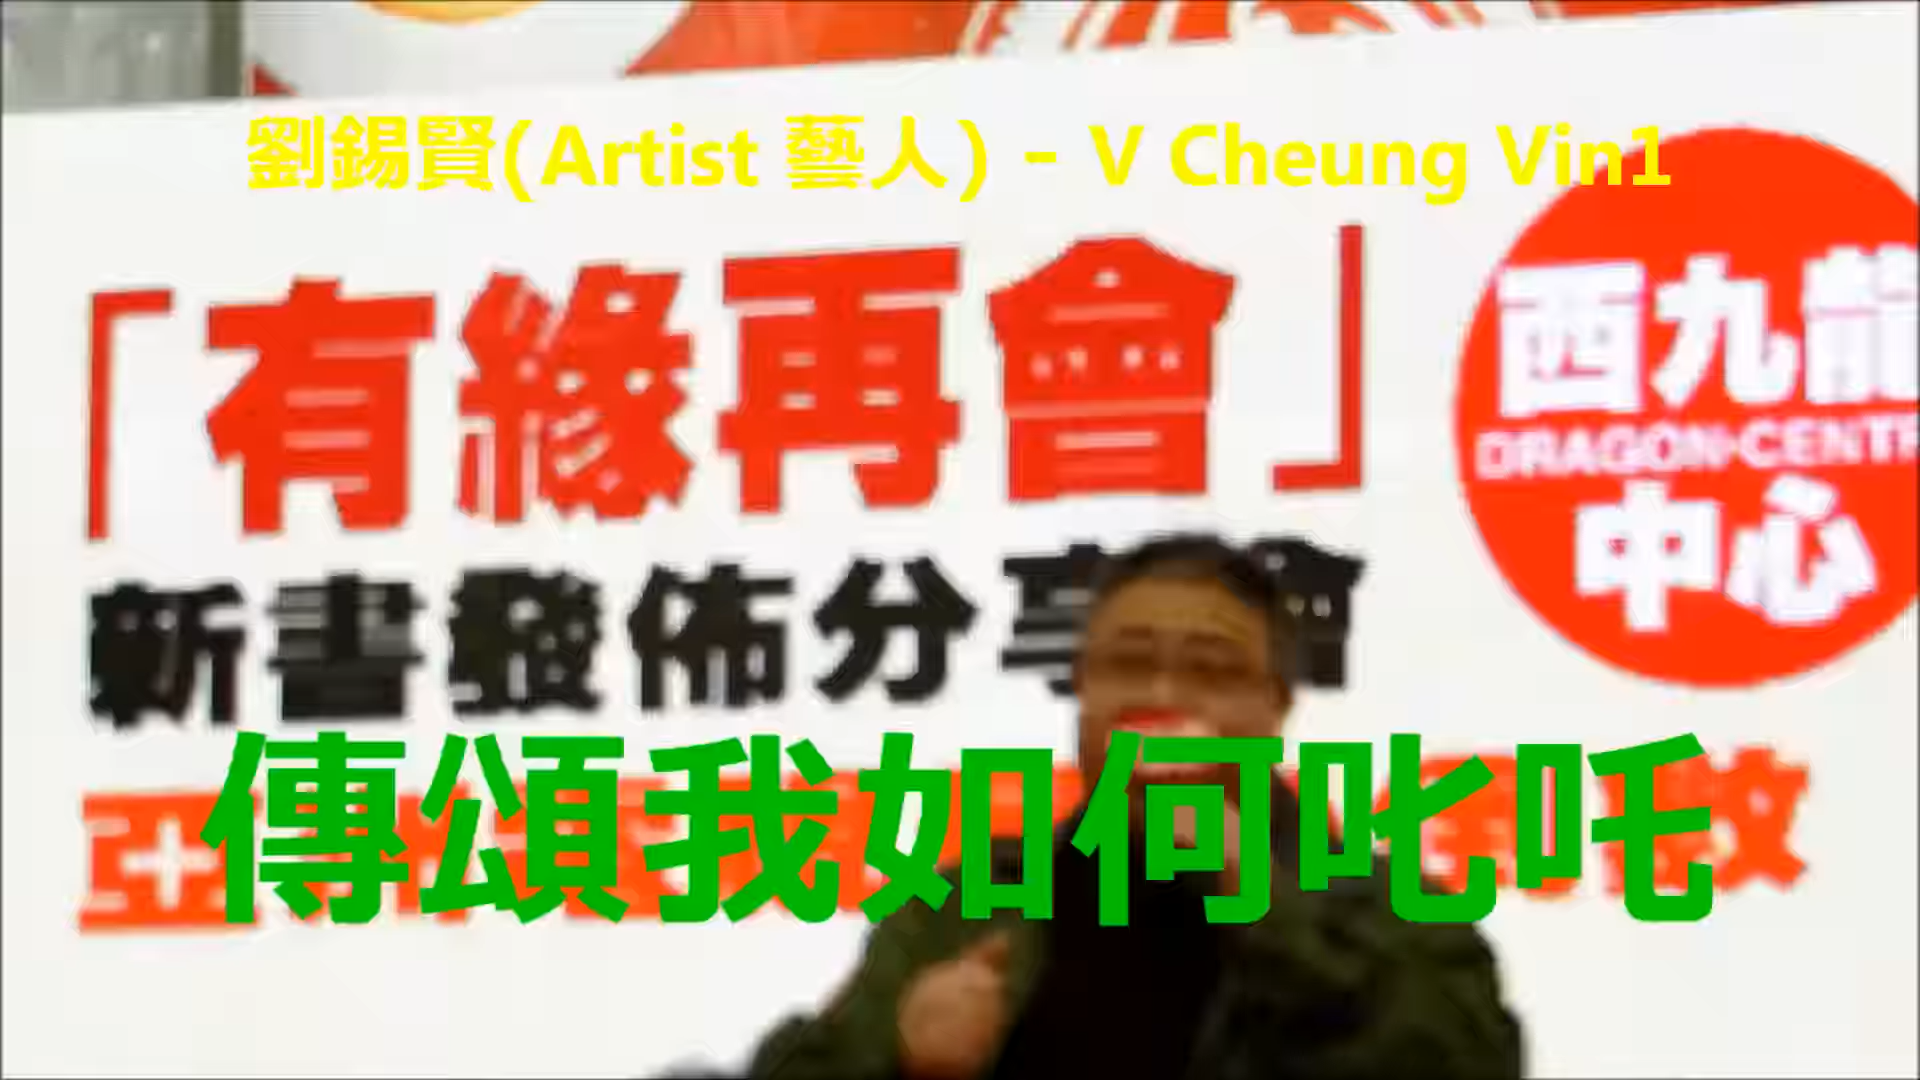 劉錫賢(Artist 藝人) - V Cheung Vin1
「有緣再會」
西九龍
DRAGON CENTR
中心
新書發佈分享會
傳頌我如何叱吒